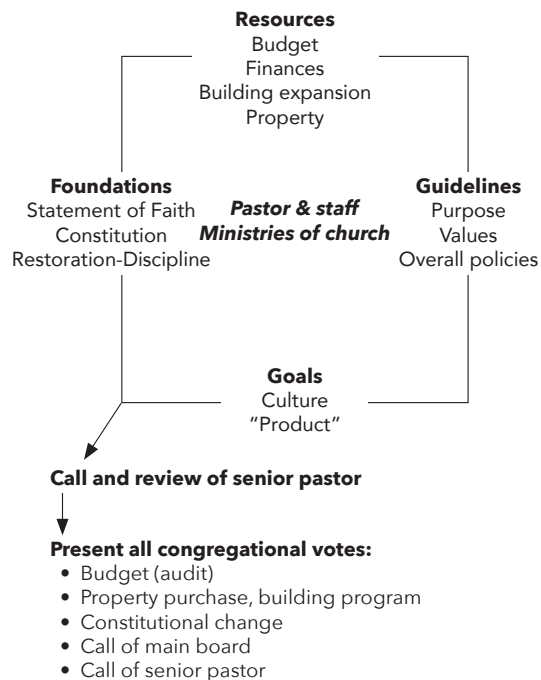 Resources
Budget
Finances
Building expansion
Property
Foundations
Statement of Faith
Constitution
Restoration-Discipline
Pastor & staff
Ministries of church
Guidelines
Purpose
Values
Overall policies
Goals
Culture
“Product”
Call and review of senior pastor
Present all congregational votes:
• Budget (audit)
• Property purchase, building program
• Constitutional change
• Call of main board
• Call of senior pastor